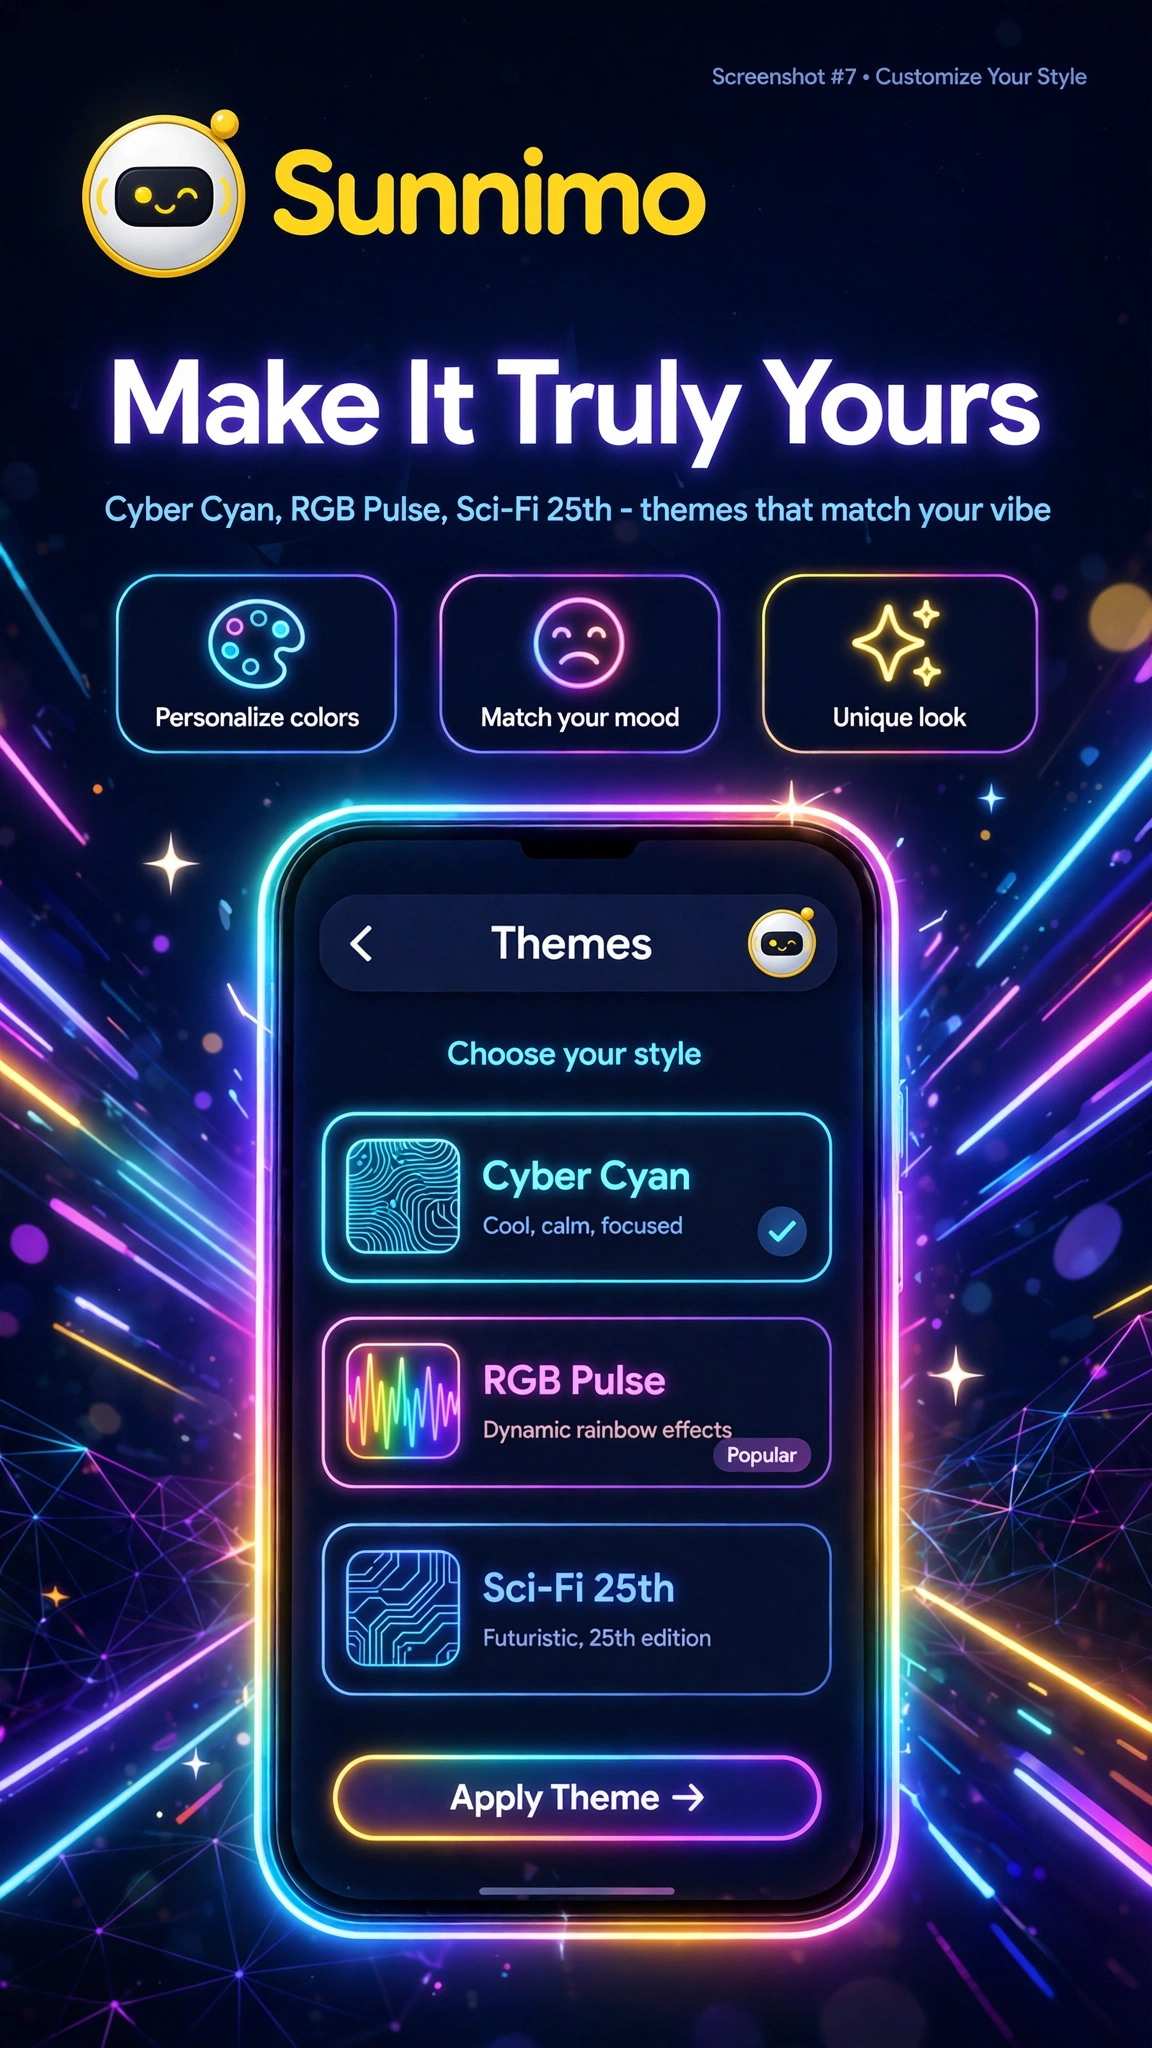 Screenshot #7 • Customize Your Style
Sunnimo
Make It Truly Yours
Cyber Cyan, RGB Pulse, Sci-Fi 25th - themes that match your vibe
Personalize colors
Match your mood
Unique look
Themes
Choose your style
Cyber Cyan
Cool, calm, focused
RGB Pulse
Dynamic rainbow effects
Popular
Sci-Fi 25th
Futuristic, 25th edition
Apply Theme →